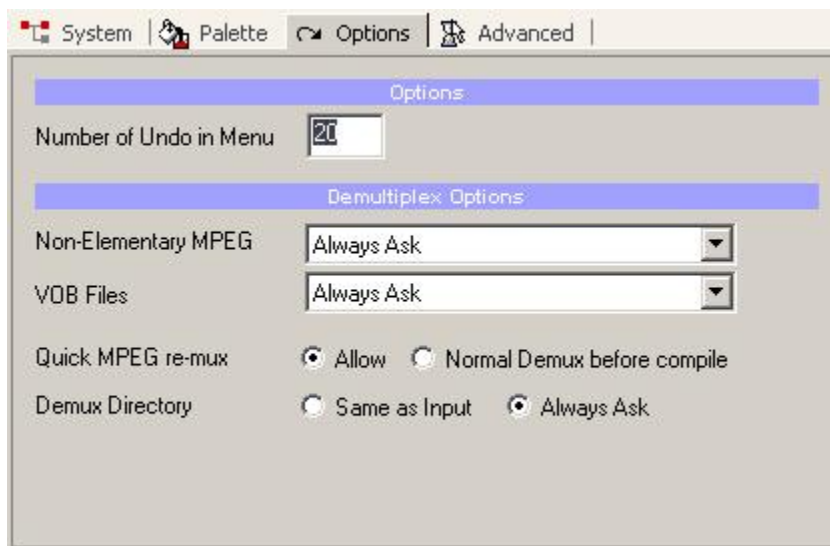 System Palette Options Advanced
Options
Number of Undo in Menu 20
Demultiplex Options
Non-Elementary MPEG Always Ask
VOB Files Always Ask
Quick MPEG re-mux Allow Normal Demux before compile
Demux Directory Same as Input Always Ask